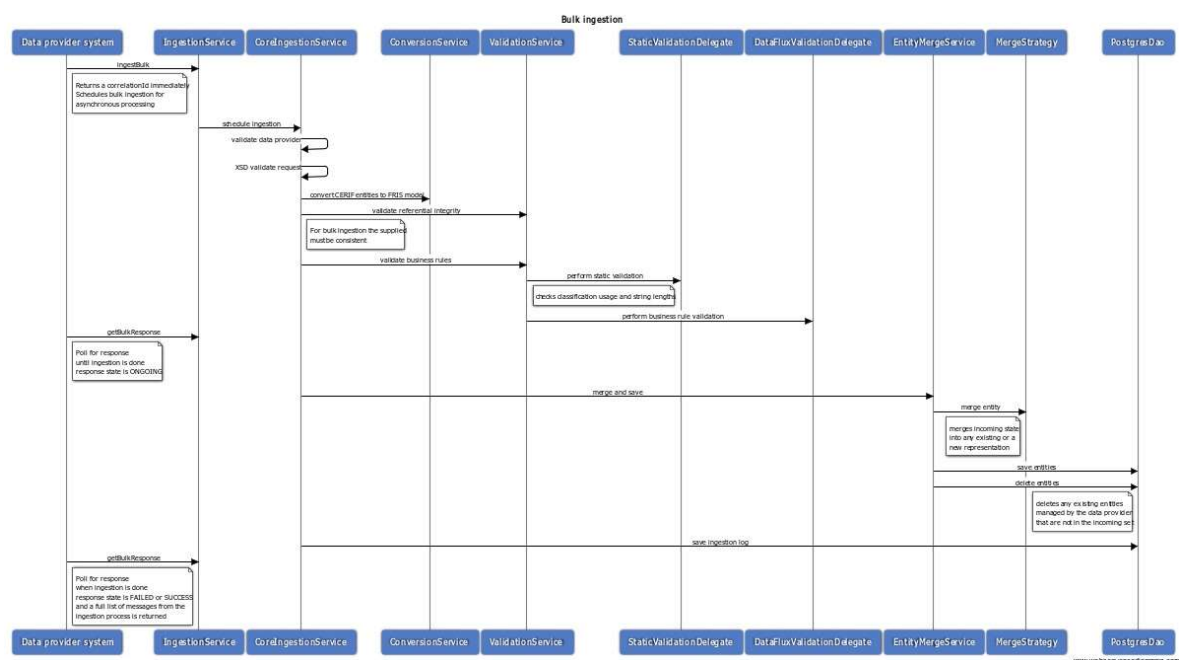 Bulk ingestion
Data provider system
IngestionService
CoreIngestionService
ConversionService
ValidationService
StaticValidationDelegate
DataFluxValidationDelegate
EntityMergeService
MergeStrategy
PostgresDao
ingestBulk
Returns a correlationId immediately
Schedules bulk ingestion for
asynchronous processing
schedule ingestion
validate data provider
XSD validate request
convert CERIF entities to FRIS model
validate referential integrity
For bulk ingestion the supplied
must be consistent
validate business rules
perform static validation
checks classification usage and string lengths
perform business rule validation
getBulkResponse
Poll for response
until ingestion is done
response state is ONGOING
merge and save
merge entity
merges incoming state
into any existing or a
new representation
save entities
delete entities
deletes any existing entities
managed by the data provider
that are not in the incoming set
save ingestion log
getBulkResponse
Poll for response
when ingestion is done
response state is FAILED or SUCCESS
and a full list of messages from the
ingestion process is returned
Data provider system
IngestionService
CoreIngestionService
ConversionService
ValidationService
StaticValidationDelegate
DataFluxValidationDelegate
EntityMergeService
MergeStrategy
PostgresDao